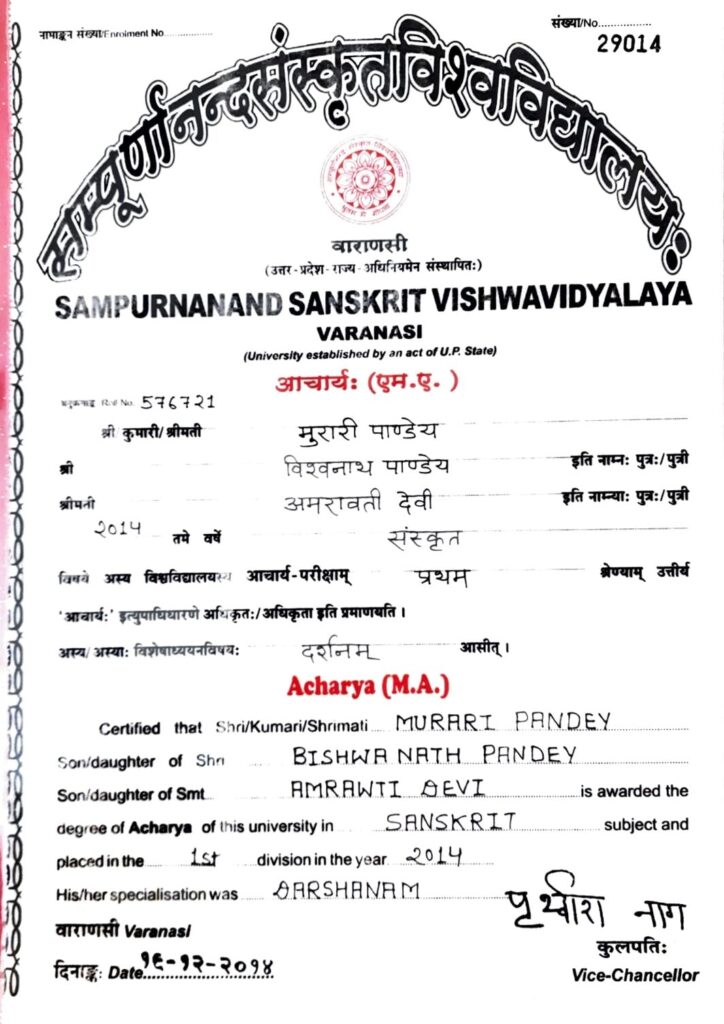 नामाङ्कन संख्या/Enrolment No..................
संख्या/No...................
29014
सम्पूर्णानन्दसंस्कृतविश्वविद्यालयः
वाराणसी
(उत्तर-प्रदेश-राज्य-अधिनियमेन संस्थापितः)
SAMPURNANAND SANSKRIT VISHWAVIDYALAYA
VARANASI
(University established by an act of U.P. State)
आचार्यः (एम.ए. )
Roll No. 576721
श्री कुमारी/श्रीमती मुरारी पाण्डेय
श्री विश्वनाथ पाण्डेय इति नाम्नः पुत्रः/पुत्री
श्रीमती अमरावती देवी इति नाम्न्याः पुत्रः/पुत्री
2014 तमे वर्षे संस्कृत
विषये अस्य विश्वविद्यालयस्य आचार्य-परीक्षाम् प्रथम श्रेण्याम् उत्तीर्य
'आचार्यः' इत्युपाधिधारणे अधिकृतः/अधिकृता इति प्रमाणयति ।
अस्य/अस्याः विशेषाध्ययनविषयः दर्शनम् आसीत् ।
Acharya (M.A.)
Certified that Shri/Kumari/Shrimati MURARI PANDEY
Son/daughter of Shri BISHWA NATH PANDEY
Son/daughter of Smt. AMRAWTI DEVI is awarded the
degree of Acharya of this university in SANSKRIT subject and
placed in the 1st division in the year 2014
His/her specialisation was DARSHANAM
पृथ्वीश नाग
वाराणसी Varanasi
कुलपतिः
दिनाङ्कः Date १६-१२-२०१४
Vice-Chancellor